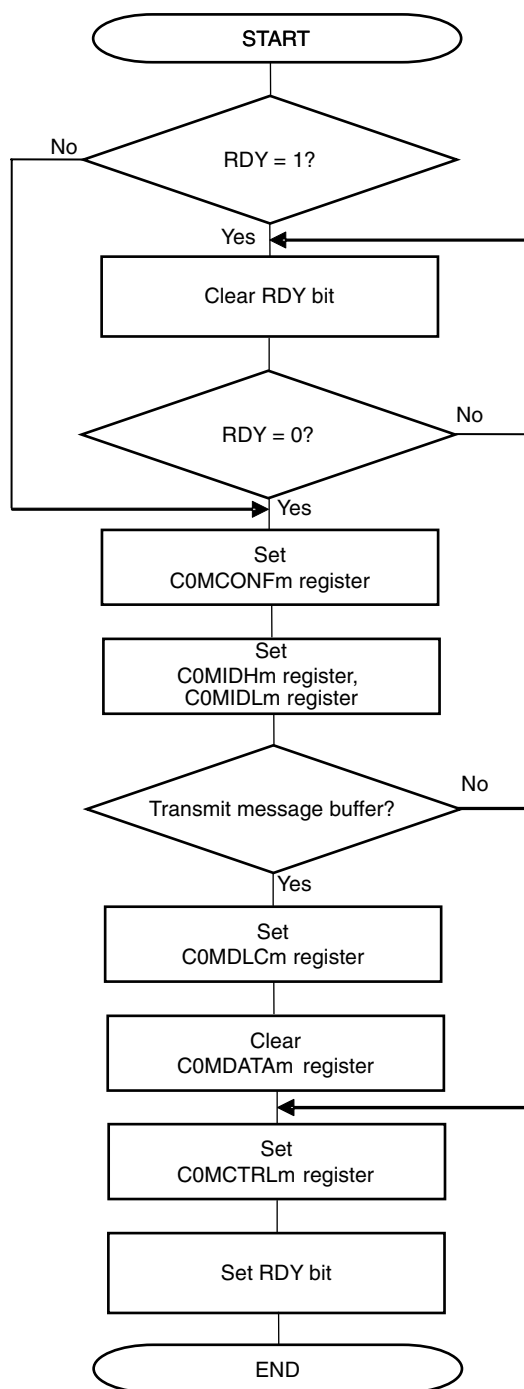 START
RDY = 1?
No
Yes
Clear RDY bit
RDY = 0?
No
Yes
Set
C0MCONFm register
Set
C0MIDHm register,
C0MIDLm register
Transmit message buffer?
No
Yes
Set
C0MDLCm register
Clear
C0MDATAm register
Set
C0MCTRLm register
Set RDY bit
END